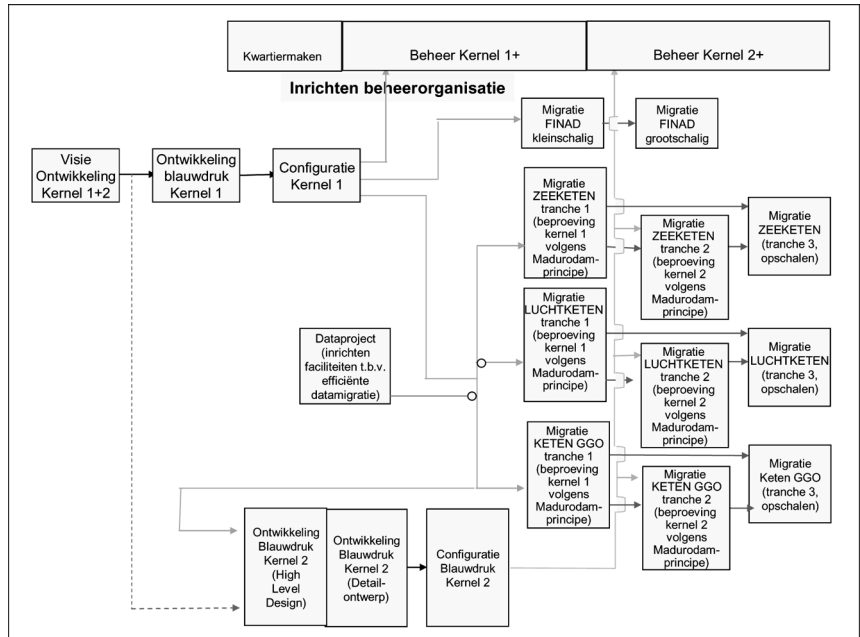 Kwartiermaken
Beheer Kernel 1+
Beheer Kernel 2+
Inrichten beheerorganisatie
Migratie
FINAD
kleinschalig
Migratie
FINAD
grootschalig
Visie
Ontwikkeling
Kernel 1+2
Ontwikkeling
blauwdruk
Kernel 1
Configuratie
Kernel 1
Migratie
ZEEKETEN
tranche 1
(beproeving
kernel 1
volgens
Madurodam-
principe)
Migratie
ZEEKETEN
tranche 2
(beproeving
kernel 2
volgens
Madurodam-
principe)
Migratie
ZEEKETEN
(tranche 3,
opschalen)
Migratie
LUCHTKETEN
tranche 1
(beproeving
kernel 1
volgens
Madurodam-
principe)
Migratie
LUCHTKETEN
tranche 2
(beproeving
kernel 2
volgens
Madurodam-
principe)
Migratie
LUCHTKETEN
(tranche 3,
opschalen)
Dataproject
(inrichten
faciliteiten t.b.v.
efficiënte
datamigratie)
Migratie
KETEN GGO
tranche 1
(beproeving
kernel 1
volgens
Madurodam-
principe)
Migratie
KETEN GGO
tranche 2
(beproeving
kernel 2
volgens
Madurodam-
principe)
Migratie
Keten GGO
(tranche 3,
opschalen)
Ontwikkeling
Blauwdruk
Kernel 2
(High
Level
Design)
Ontwikkeling
Blauwdruk
Kernel 2
(Detail-
ontwerp)
Configuratie
Blauwdruk
Kernel 2